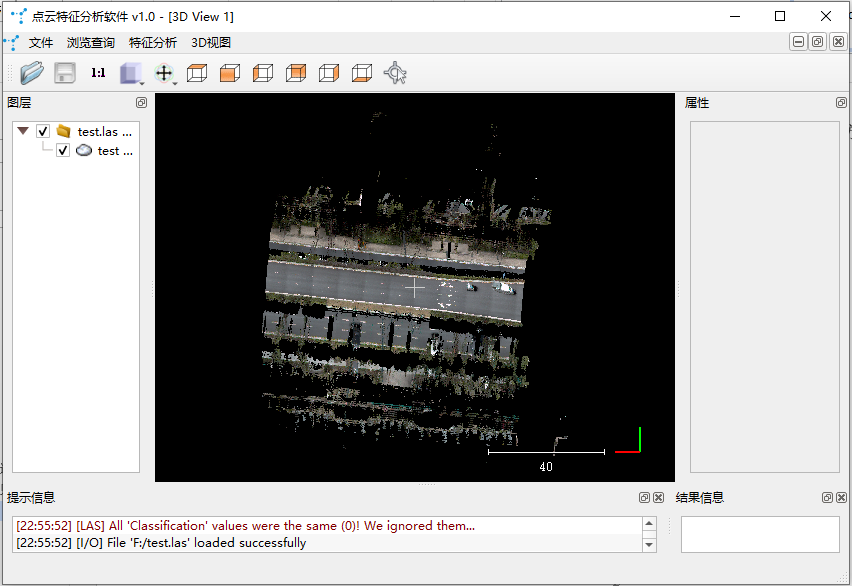 点云特征分析软件 v1.0 - [3D View 1]
文件 浏览查询 特征分析 3D视图
1:1
图层
属性
test.las ...
test ...
40
提示信息
结果信息
[22:55:52] [LAS] All 'Classification' values were the same (0)! We ignored them...
[22:55:52] [I/O] File 'F:/test.las' loaded successfully